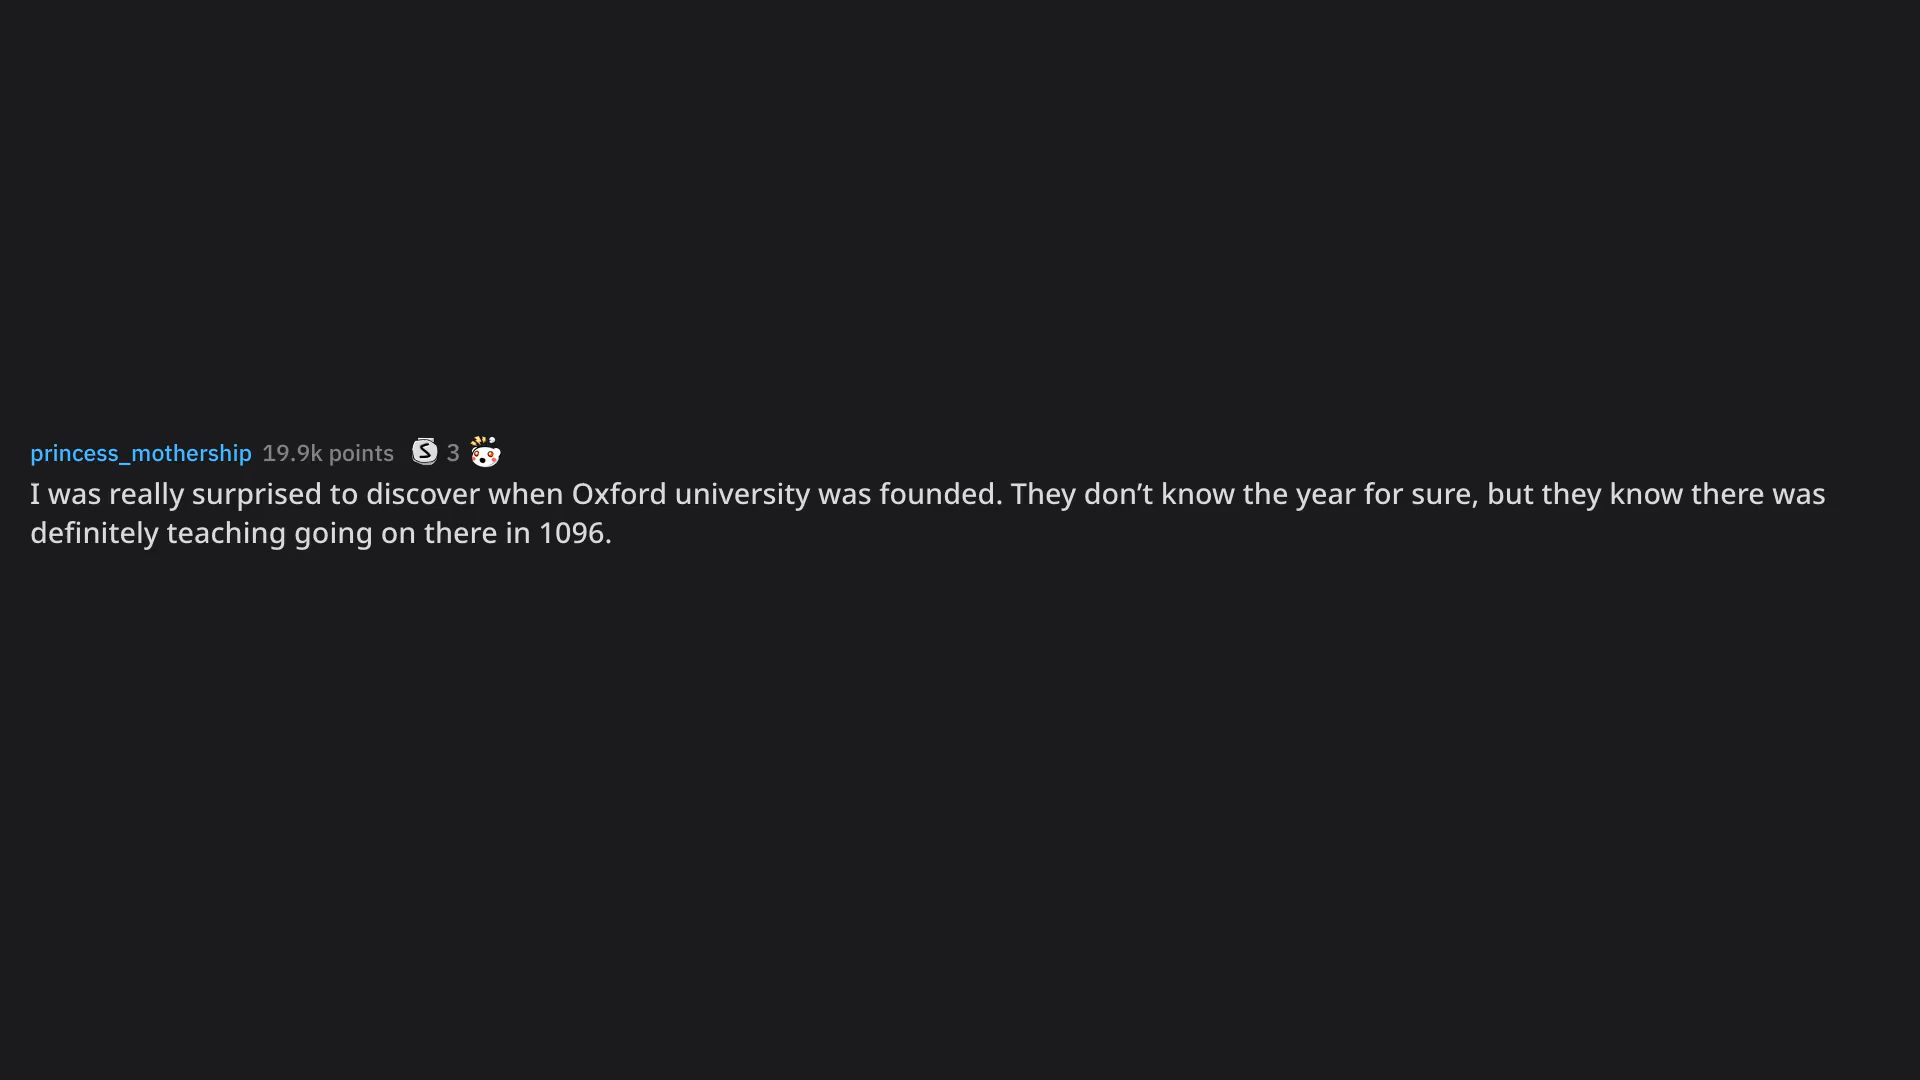 princess_mothership 19.9k points S 3
I was really surprised to discover when Oxford university was founded. They don’t know the year for sure, but they know there was
definitely teaching going on there in 1096.